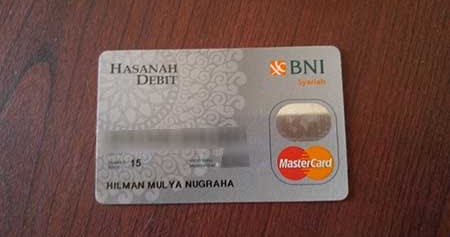 HASANAH
DEBIT
BNI
Syariah
15
MasterCard
HILMAN MULYA NUGRAHA